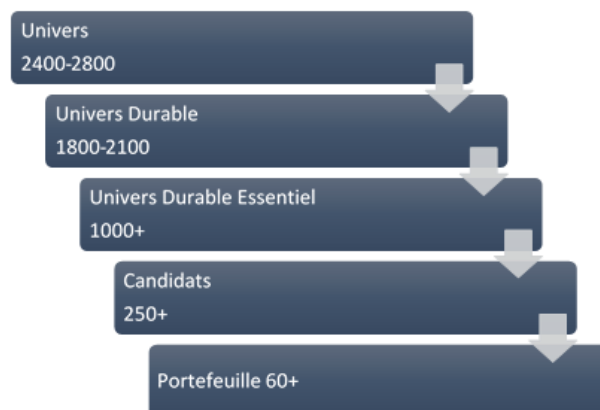 Univers
2400-2800
Univers Durable
1800-2100
Univers Durable Essentiel
1000+
Candidats
250+
Portefeuille 60+